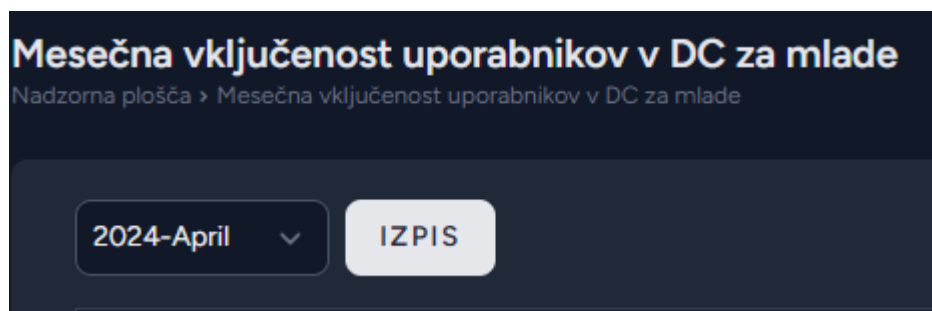 Mesečna vključenost uporabnikov v DC za mlade
Nadzorna plošča > Mesečna vključenost uporabnikov v DC za mlade
2024-April
IZPIS